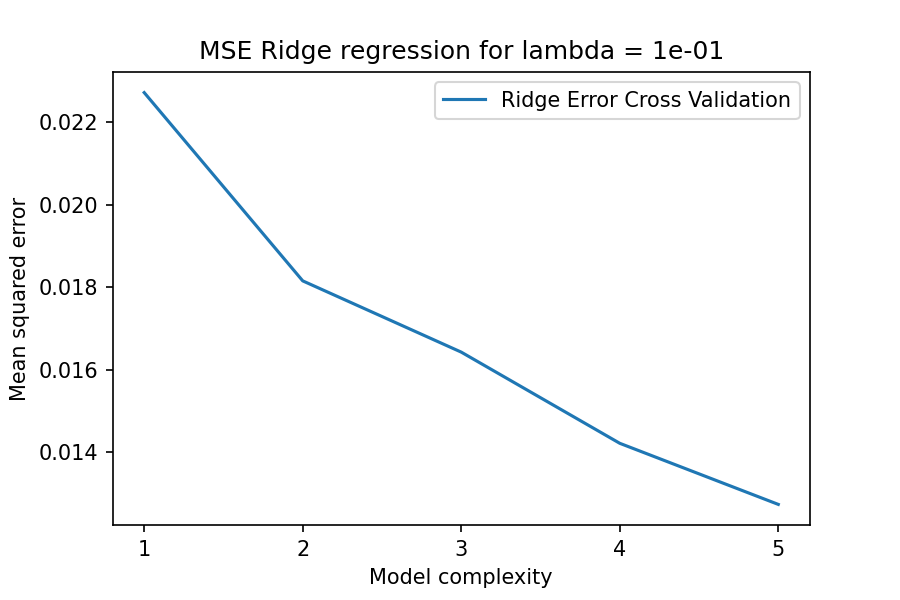 MSE Ridge regression for lambda = 1e-01
Ridge Error Cross Validation
Mean squared error
0.022
0.020
0.018
0.016
0.014
1 2 3 4 5
Model complexity